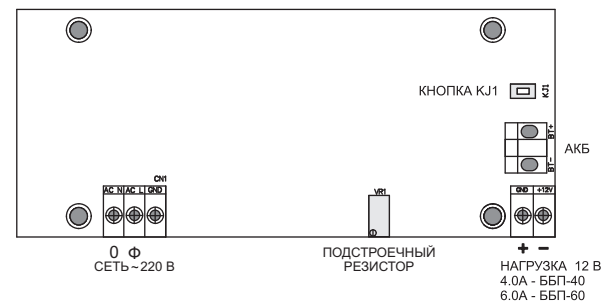 КНОПКА KJ1
KJ1
BT+
АКБ
BT−
CN1
AC N AC L GND
VR1
GND +12V
0 Ф
СЕТЬ ~220 В
ПОДСТРОЕЧНЫЙ
РЕЗИСТОР
+ −
НАГРУЗКА 12 В
4.0А - ББП-40
6.0А - ББП-60